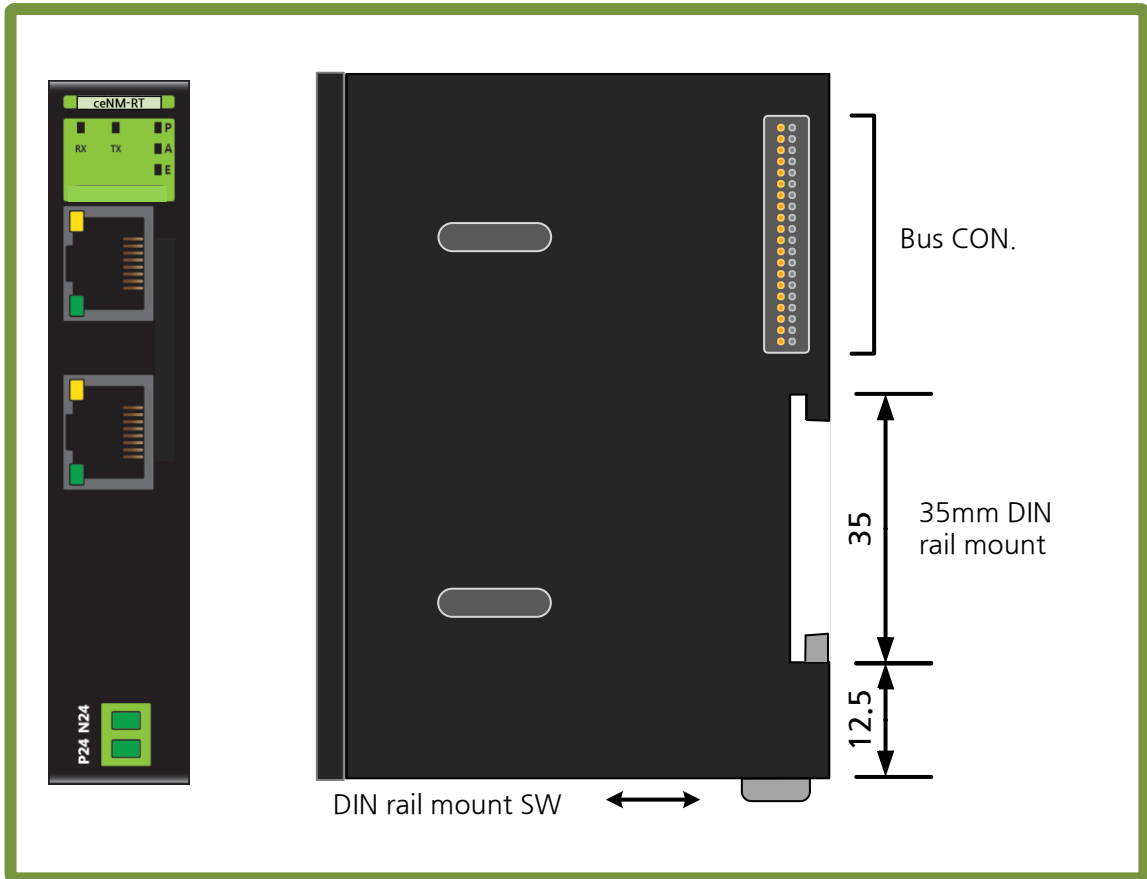 ceNM-RT
P
RX TX A
E
P24 N24
Bus CON.
35
35mm DIN
rail mount
12.5
DIN rail mount SW